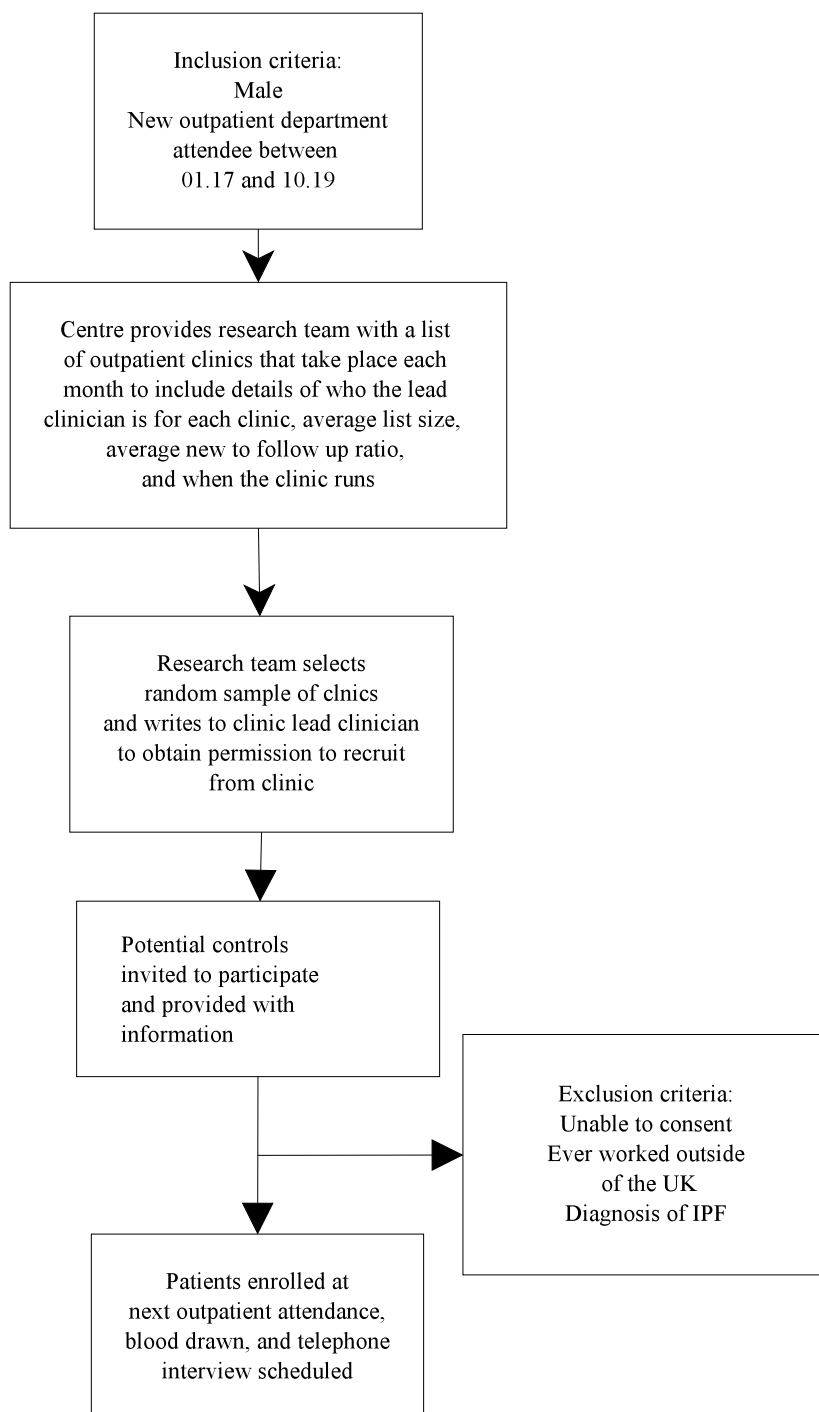 Inclusion criteria:
Male
New outpatient department
attendee between
01.17 and 10.19
Centre provides research team with a list
of outpatient clinics that take place each
month to include details of who the lead
clinician is for each clinic, average list size,
average new to follow up ratio,
and when the clinic runs
Research team selects
random sample of clnics
and writes to clinic lead clinician
to obtain permission to recruit
from clinic
Potential controls
invited to participate
and provided with
information
Exclusion criteria:
Unable to consent
Ever worked outside
of the UK
Diagnosis of IPF
Patients enrolled at
next outpatient attendance,
blood drawn, and telephone
interview scheduled